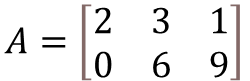 A = [2 3 1
0 6 9]